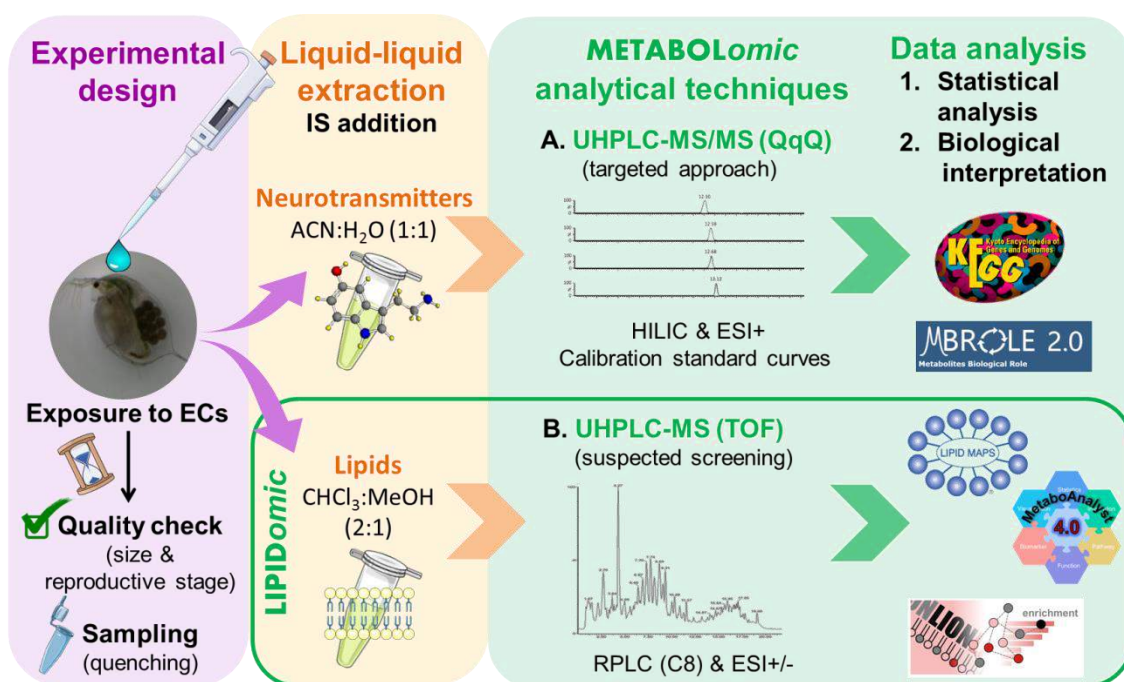 Experimental
design
Exposure to ECs
Quality check
(size &
reproductive stage)
Sampling
(quenching)
Liquid-liquid
extraction
IS addition
Neurotransmitters
ACN:H₂O (1:1)
LIPIDomic
Lipids
CHCl₃:MeOH
(2:1)
METABOLomic
analytical techniques
A. UHPLC-MS/MS (QqQ)
(targeted approach)
HILIC & ESI+
Calibration standard curves
B. UHPLC-MS (TOF)
(suspected screening)
RPLC (C8) & ESI+/-
Data analysis
1. Statistical
analysis
2. Biological
interpretation
KEGG
Kyoto Encyclopedia of
Genes and Genomes
MBROLE 2.0
Metabolites Biological Role
LIPID MAPS
MetaboAnalyst
4.0
Biomarker
Pathway
Function
LION
enrichment